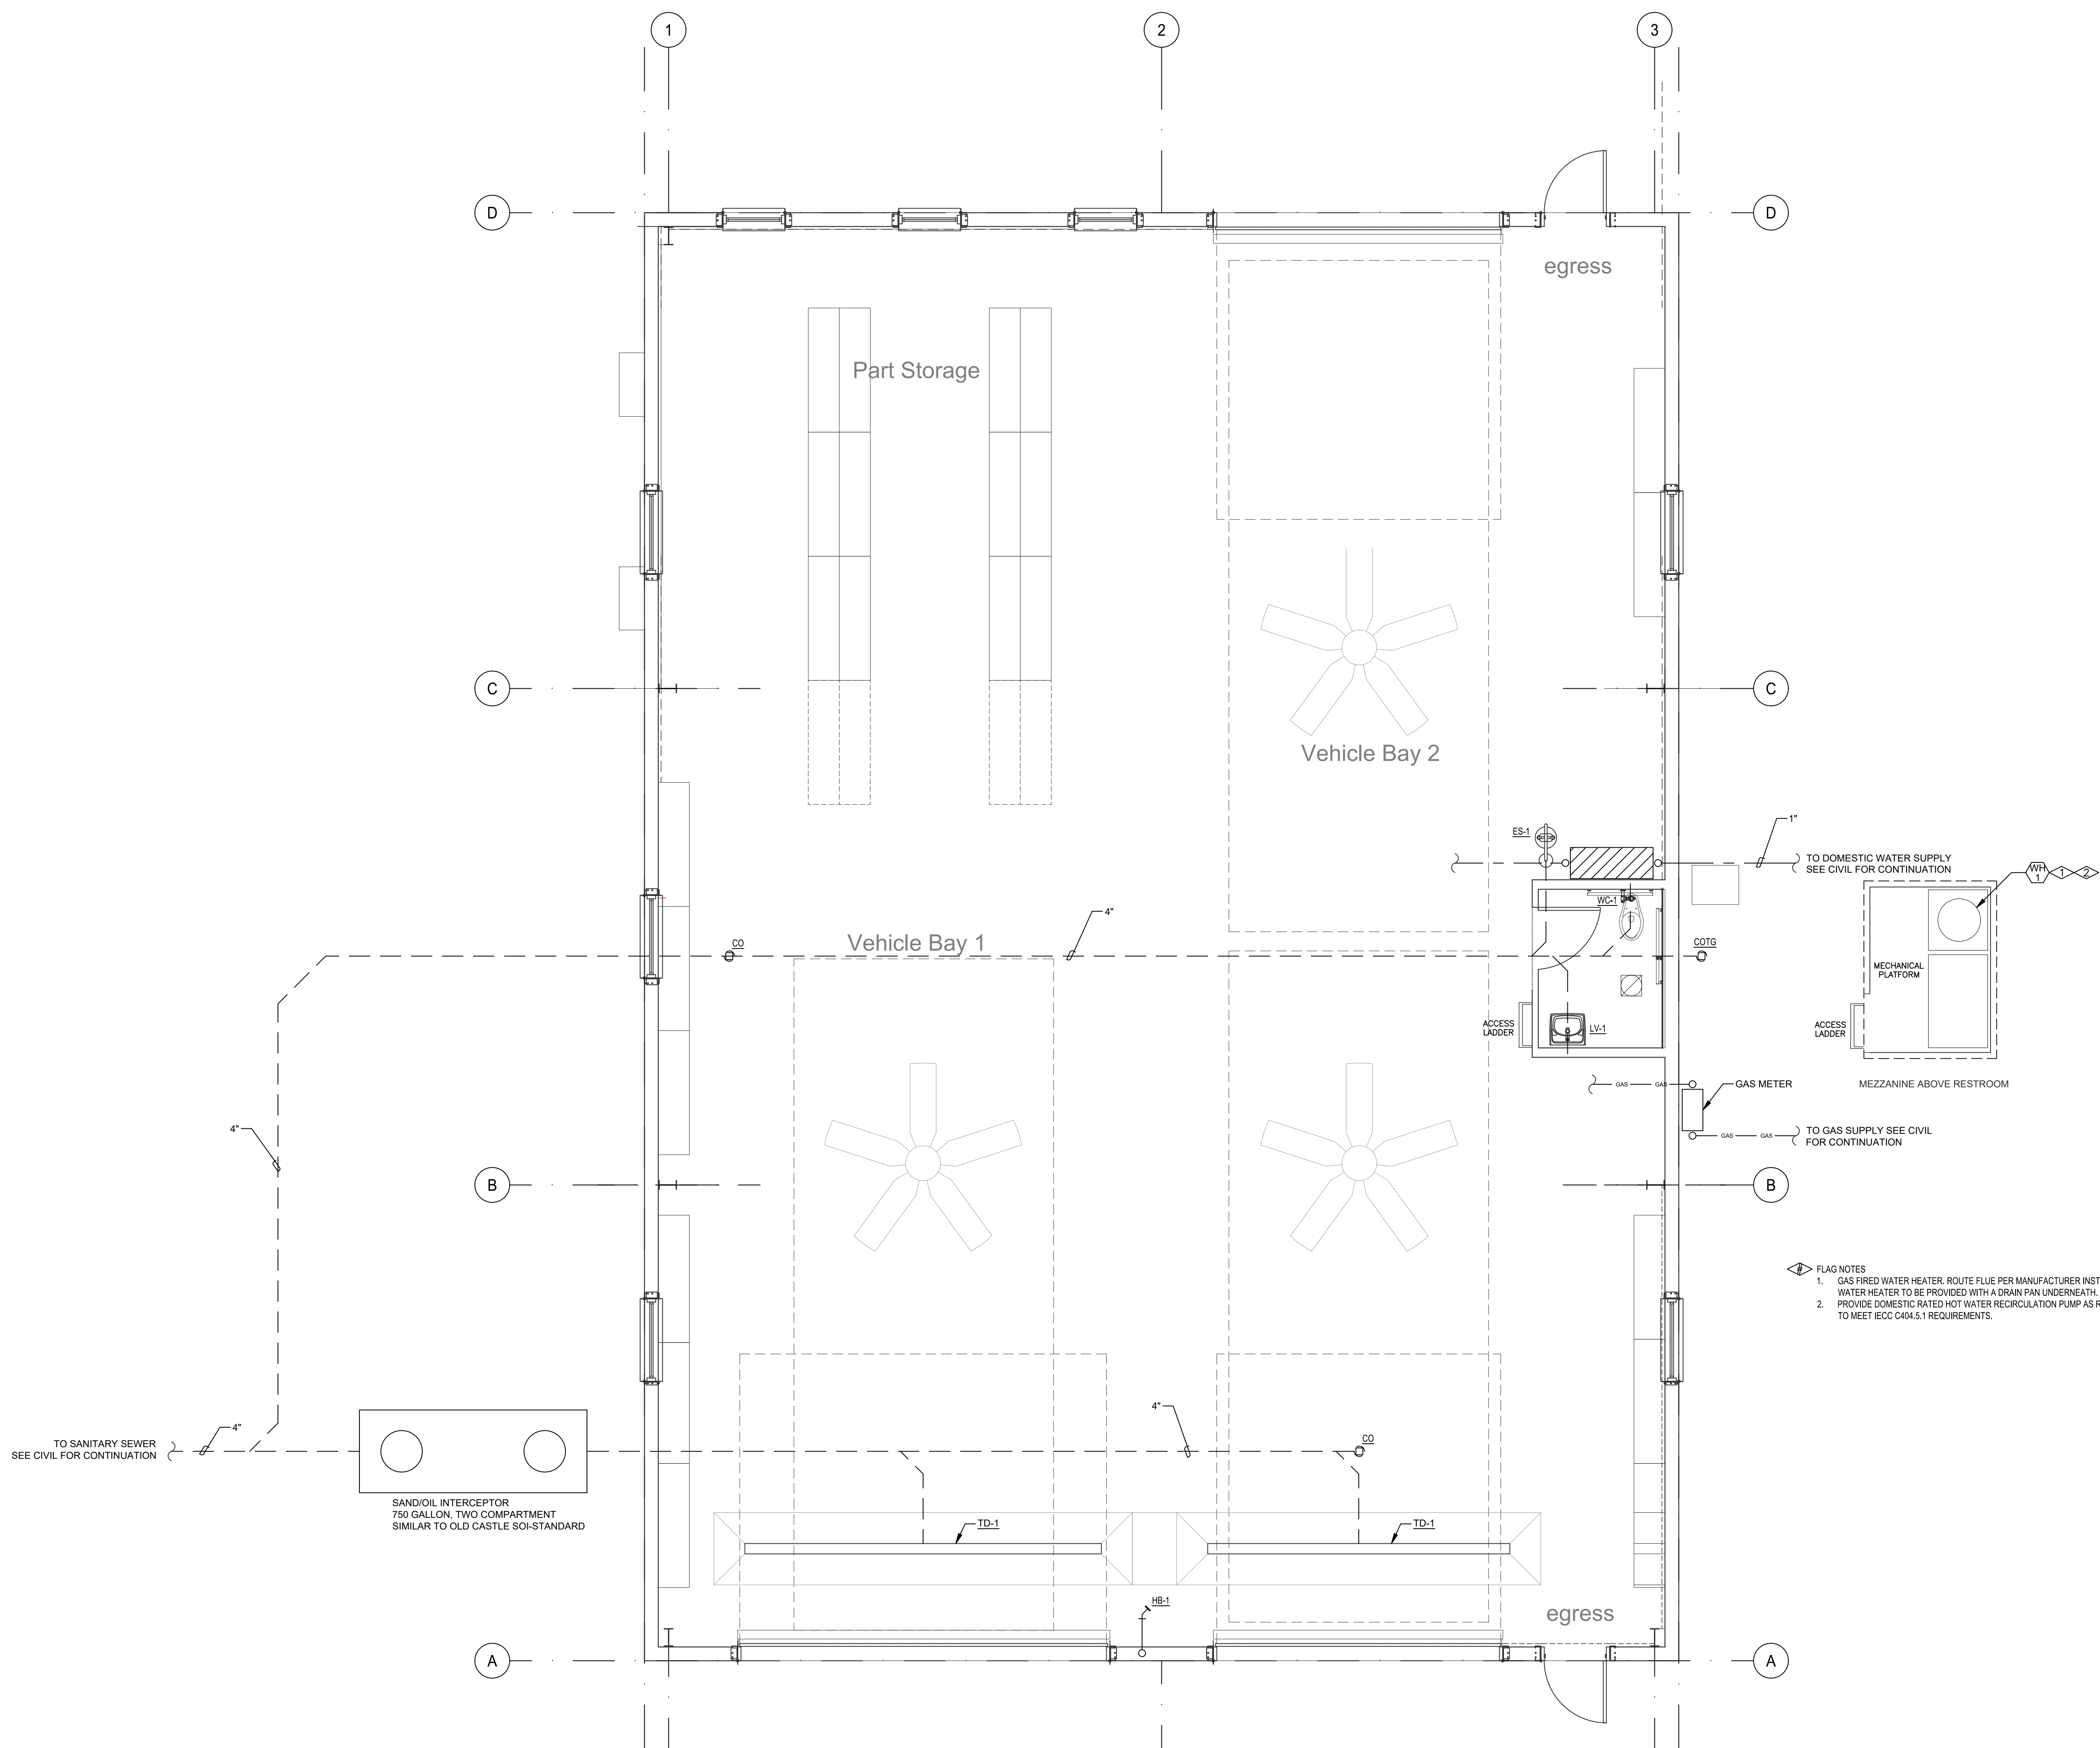 1
2
3
D
D
egress
Part Storage
C
C
Vehicle Bay 2
ES-1
1"
TO DOMESTIC WATER SUPPLY
SEE CIVIL FOR CONTINUATION
WH
1
1
2
WC-1
4"
CO
Vehicle Bay 1
COTG
MECHANICAL
PLATFORM
ACCESS
LADDER
LV-1
ACCESS
LADDER
GAS
GAS
GAS METER
MEZZANINE ABOVE RESTROOM
4"
GAS
GAS
TO GAS SUPPLY SEE CIVIL
FOR CONTINUATION
B
B
# FLAG NOTES
1. GAS FIRED WATER HEATER. ROUTE FLUE PER MANUFACTURER INST
WATER HEATER TO BE PROVIDED WITH A DRAIN PAN UNDERNEATH.
2. PROVIDE DOMESTIC RATED HOT WATER RECIRCULATION PUMP AS R
TO MEET IECC C404.5.1 REQUIREMENTS.
4"
4"
CO
TO SANITARY SEWER
SEE CIVIL FOR CONTINUATION
SAND/OIL INTERCEPTOR
750 GALLON, TWO COMPARTMENT
SIMILAR TO OLD CASTLE SOI-STANDARD
TD-1
TD-1
HB-1
egress
A
A